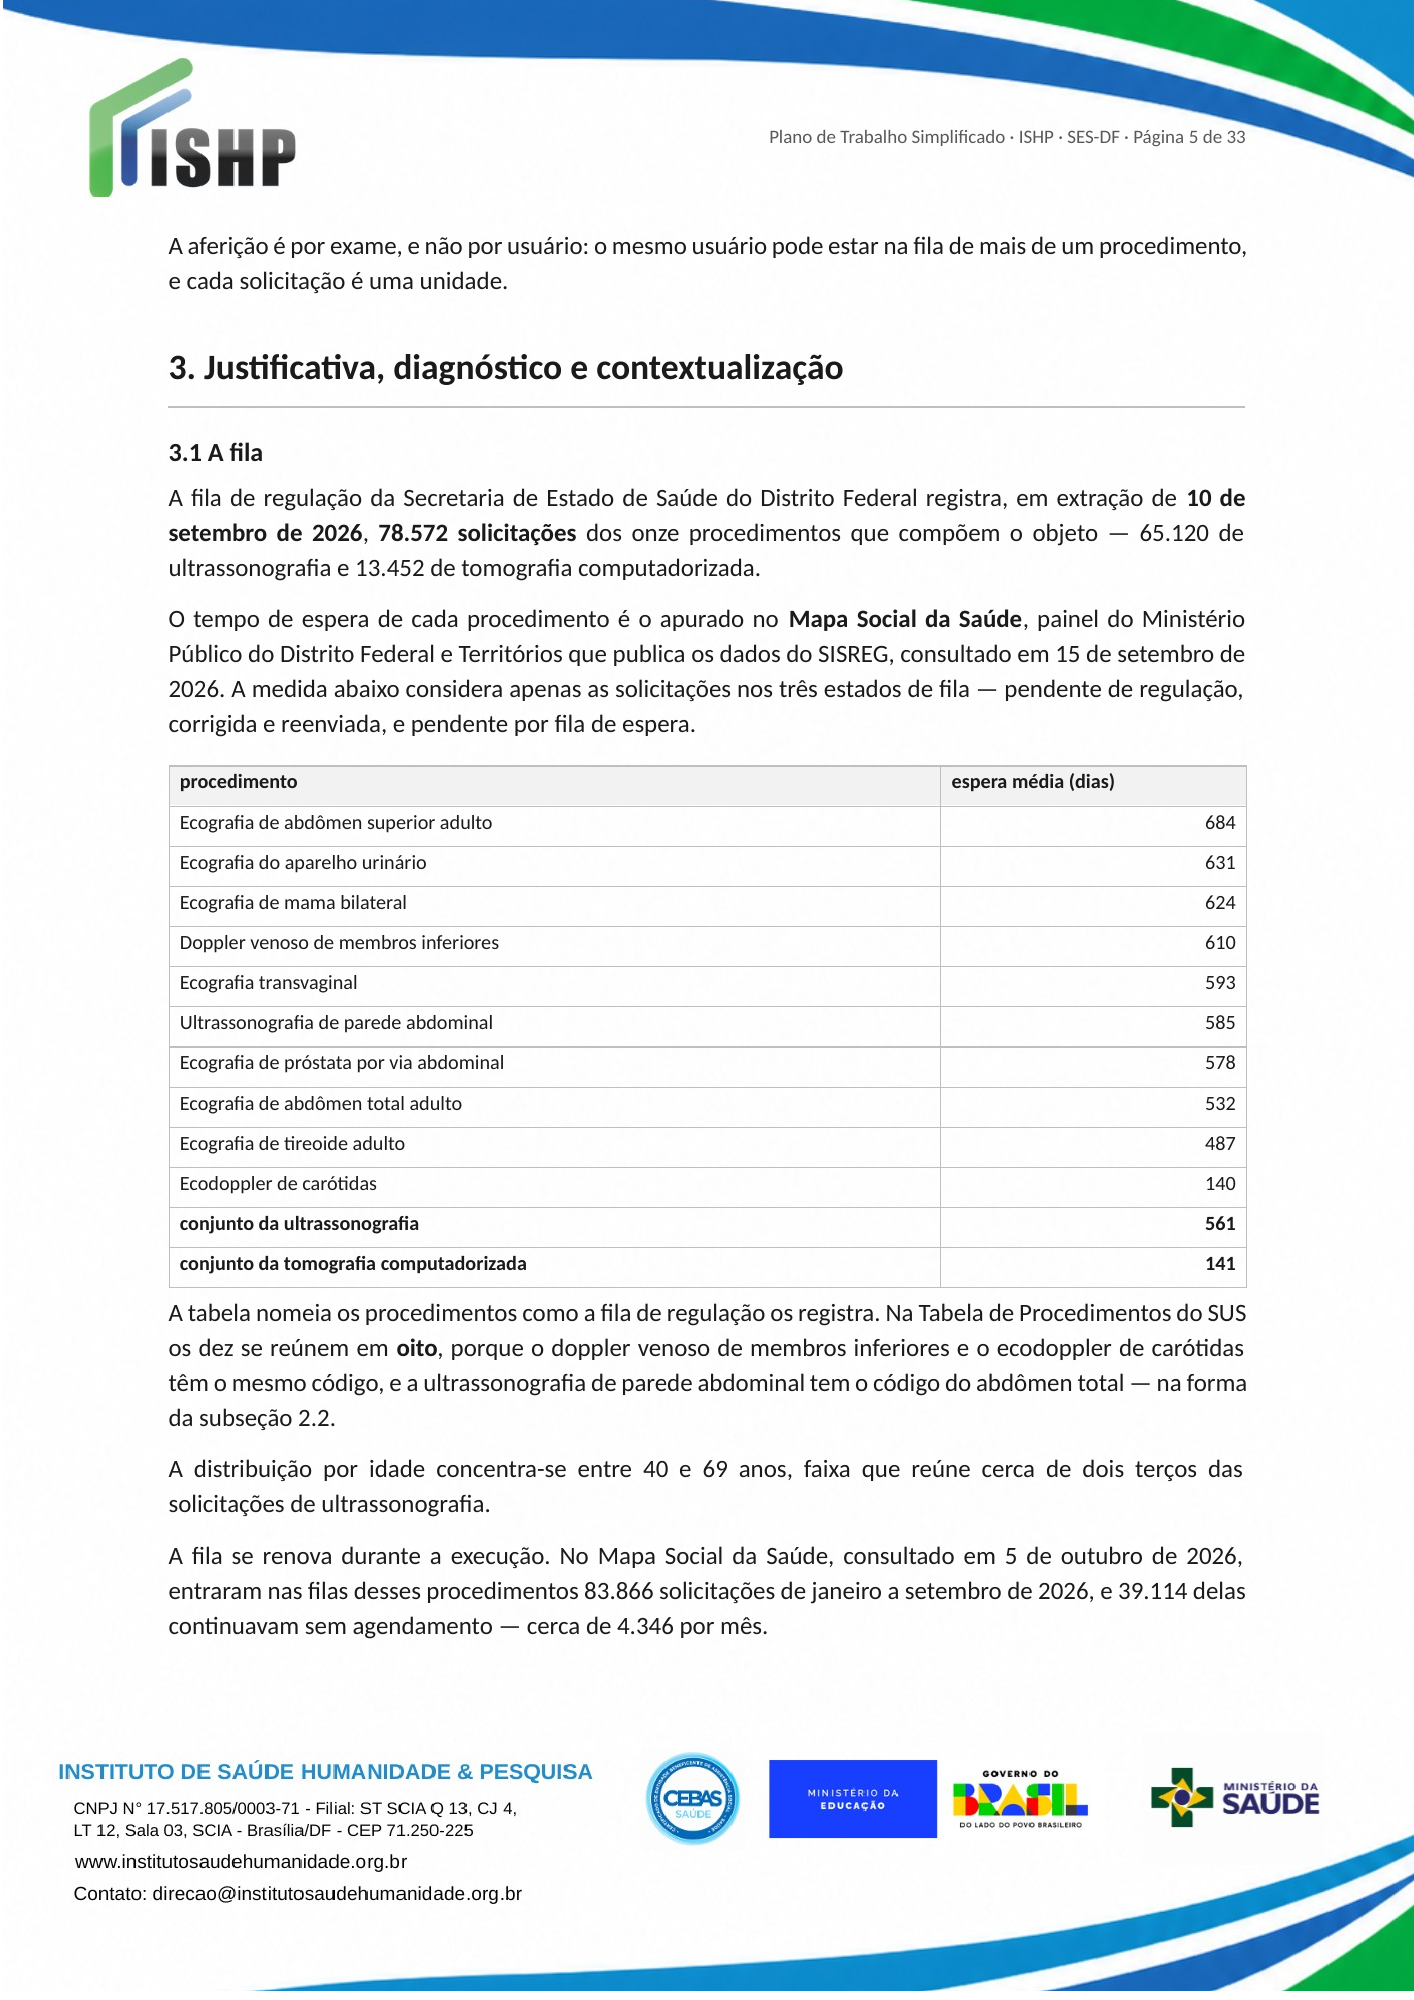 ISHP
Plano de Trabalho Simplificado · ISHP · SES-DF · Página 5 de 33
A aferição é por exame, e não por usuário: o mesmo usuário pode estar na fila de mais de um procedimento,
e cada solicitação é uma unidade.
3. Justificativa, diagnóstico e contextualização
3.1 A fila
A fila de regulação da Secretaria de Estado de Saúde do Distrito Federal registra, em extração de 10 de
setembro de 2026, 78.572 solicitações dos onze procedimentos que compõem o objeto — 65.120 de
ultrassonografia e 13.452 de tomografia computadorizada.
O tempo de espera de cada procedimento é o apurado no Mapa Social da Saúde, painel do Ministério
Público do Distrito Federal e Territórios que publica os dados do SISREG, consultado em 15 de setembro de
2026. A medida abaixo considera apenas as solicitações nos três estados de fila — pendente de regulação,
corrigida e reenviada, e pendente por fila de espera.
procedimento espera média (dias)
Ecografia de abdômen superior adulto 684
Ecografia do aparelho urinário 631
Ecografia de mama bilateral 624
Doppler venoso de membros inferiores 610
Ecografia transvaginal 593
Ultrassonografia de parede abdominal 585
Ecografia de próstata por via abdominal 578
Ecografia de abdômen total adulto 532
Ecografia de tireoide adulto 487
Ecodoppler de carótidas 140
conjunto da ultrassonografia 561
conjunto da tomografia computadorizada 141
A tabela nomeia os procedimentos como a fila de regulação os registra. Na Tabela de Procedimentos do SUS
os dez se reúnem em oito, porque o doppler venoso de membros inferiores e o ecodoppler de carótidas
têm o mesmo código, e a ultrassonografia de parede abdominal tem o código do abdômen total — na forma
da subseção 2.2.
A distribuição por idade concentra-se entre 40 e 69 anos, faixa que reúne cerca de dois terços das
solicitações de ultrassonografia.
A fila se renova durante a execução. No Mapa Social da Saúde, consultado em 5 de outubro de 2026,
entraram nas filas desses procedimentos 83.866 solicitações de janeiro a setembro de 2026, e 39.114 delas
continuavam sem agendamento — cerca de 4.346 por mês.
INSTITUTO DE SAÚDE HUMANIDADE & PESQUISA
CNPJ N° 17.517.805/0003-71 - Filial: ST SCIA Q 13, CJ 4,
LT 12, Sala 03, SCIA - Brasília/DF - CEP 71.250-225
www.institutosaudehumanidade.org.br
Contato: direcao@institutosaudehumanidade.org.br
CEBAS
SAÚDE
MINISTÉRIO DA
EDUCAÇÃO
GOVERNO DO
BRASIL
DO LADO DO POVO BRASILEIRO
MINISTÉRIO DA
SAÚDE